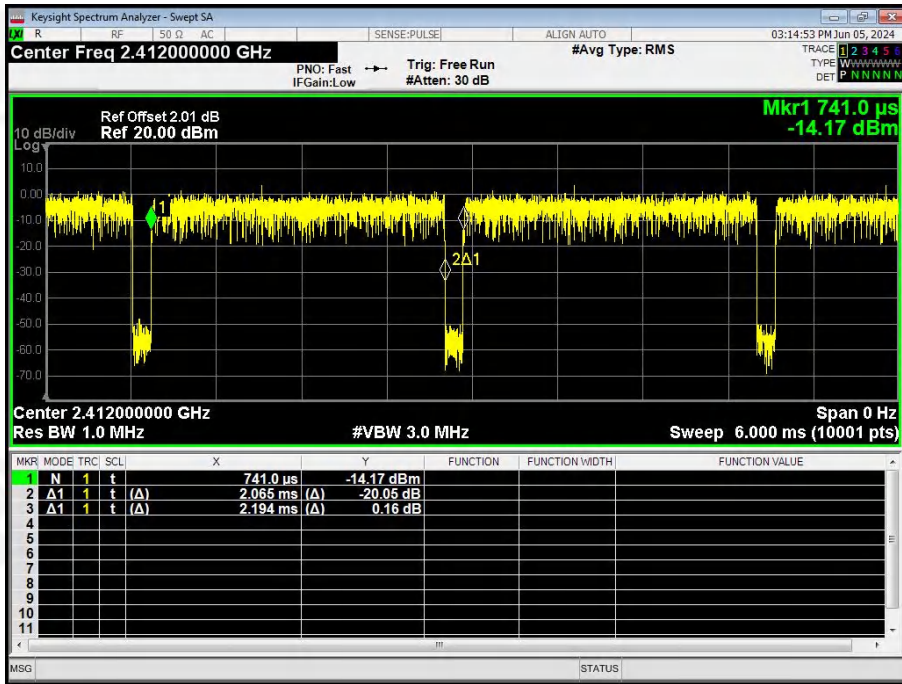 Keysight Spectrum Analyzer - Swept SA
LXI R RF 50 Ω AC SENSE:PULSE ALIGN AUTO 03:14:53 PM Jun 05, 2024
Center Freq 2.412000000 GHz #Avg Type: RMS TRACE 1 2 3 4 5 6
PNO: Fast Trig: Free Run TYPE WWWWWW
IFGain:Low #Atten: 30 dB DET P N N N N N
Mkr1 741.0 µs
Ref Offset 2.01 dB
10 dB/div Ref 20.00 dBm -14.17 dBm
Log
10.0
0.00
1
-10.0
-20.0
2Δ1
-30.0
-40.0
-50.0
-60.0
-70.0
Center 2.412000000 GHz Span 0 Hz
Res BW 1.0 MHz #VBW 3.0 MHz Sweep 6.000 ms (10001 pts)
MKR MODE TRC SCL X Y FUNCTION FUNCTION WIDTH FUNCTION VALUE
1 N 1 t 741.0 µs -14.17 dBm
2 Δ1 1 t (Δ) 2.065 ms (Δ) -20.05 dB
3 Δ1 1 t (Δ) 2.194 ms (Δ) 0.16 dB
4
5
6
7
8
9
10
11
MSG STATUS